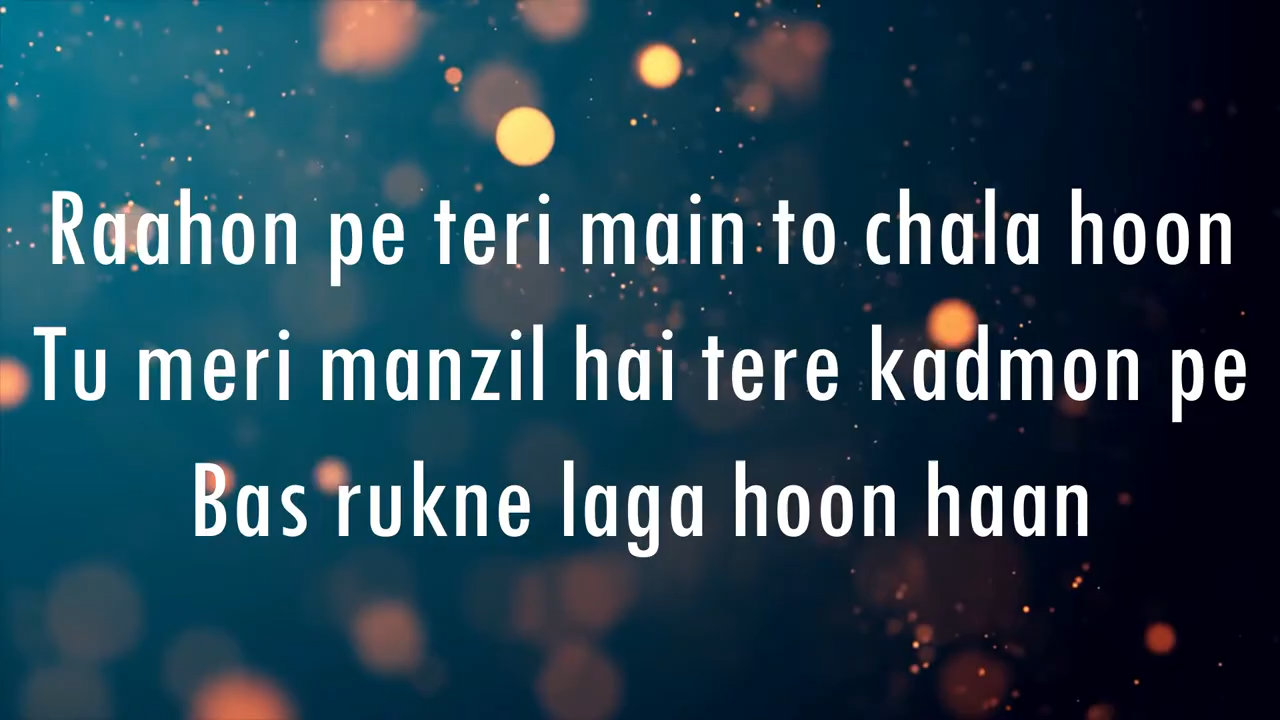 Raahon pe teri main to chala hoon
Tu meri manzil hai tere kadmon pe
Bas rukne laga hoon haan